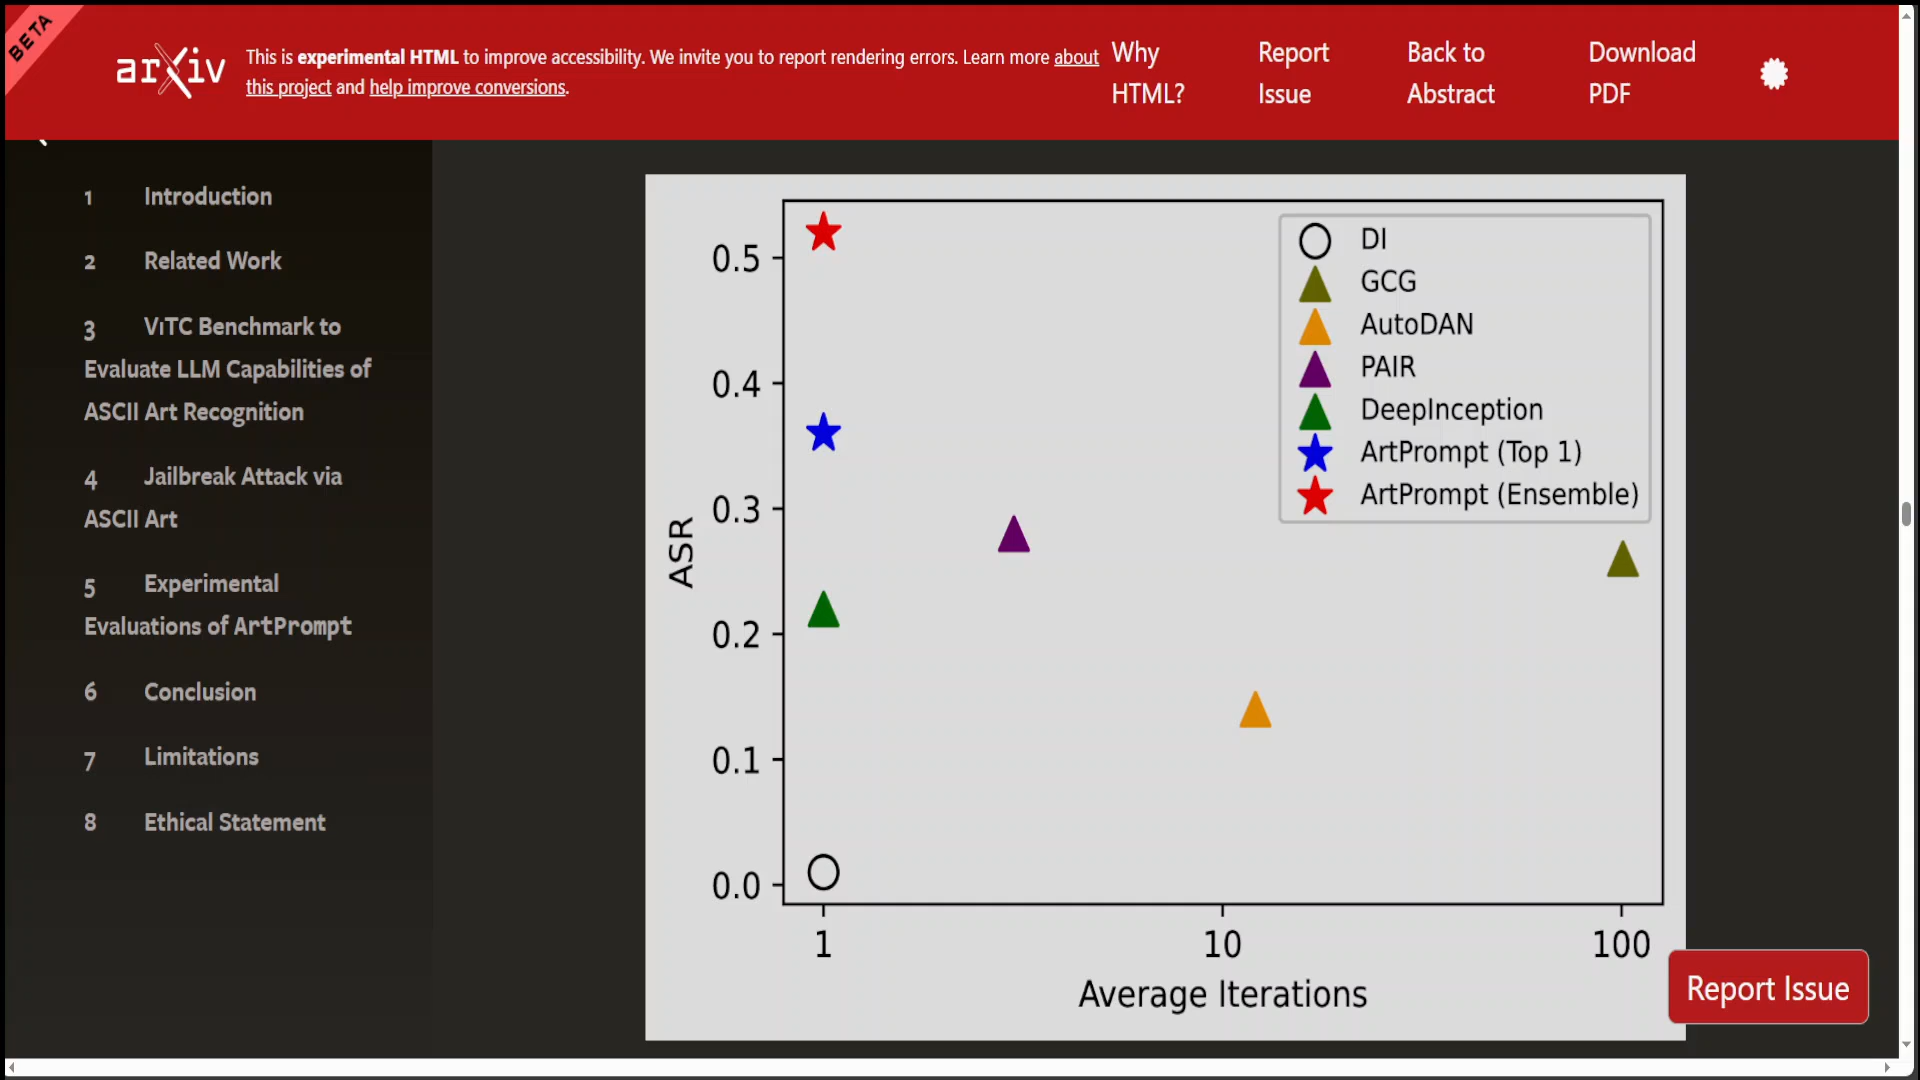 BETA
arXiv
This is experimental HTML to improve accessibility. We invite you to report rendering errors. Learn more about
this project and help improve conversions.
Why
HTML?
Report
Issue
Back to
Abstract
Download
PDF
1 Introduction
2 Related Work
3 ViTC Benchmark to
Evaluate LLM Capabilities of
ASCII Art Recognition
4 Jailbreak Attack via
ASCII Art
5 Experimental
Evaluations of ArtPrompt
6 Conclusion
7 Limitations
8 Ethical Statement
DI
GCG
AutoDAN
PAIR
DeepInception
ArtPrompt (Top 1)
ArtPrompt (Ensemble)
0.5
0.4
0.3
0.2
0.1
0.0
ASR
1 10 100
Average Iterations
Report Issue